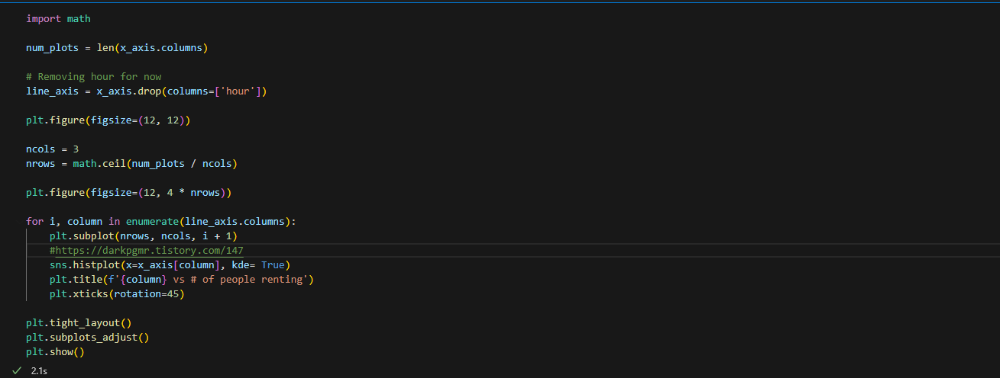 import math
num_plots = len(x_axis.columns)
# Removing hour for now
line_axis = x_axis.drop(columns=['hour'])
plt.figure(figsize=(12, 12))
ncols = 3
nrows = math.ceil(num_plots / ncols)
plt.figure(figsize=(12, 4 * nrows))
for i, column in enumerate(line_axis.columns):
    plt.subplot(nrows, ncols, i + 1)
    #https://darkpgmr.tistory.com/147
    sns.histplot(x=x_axis[column], kde= True)
    plt.title(f'{column} vs # of people renting')
    plt.xticks(rotation=45)
plt.tight_layout()
plt.subplots_adjust()
plt.show()
2.1s